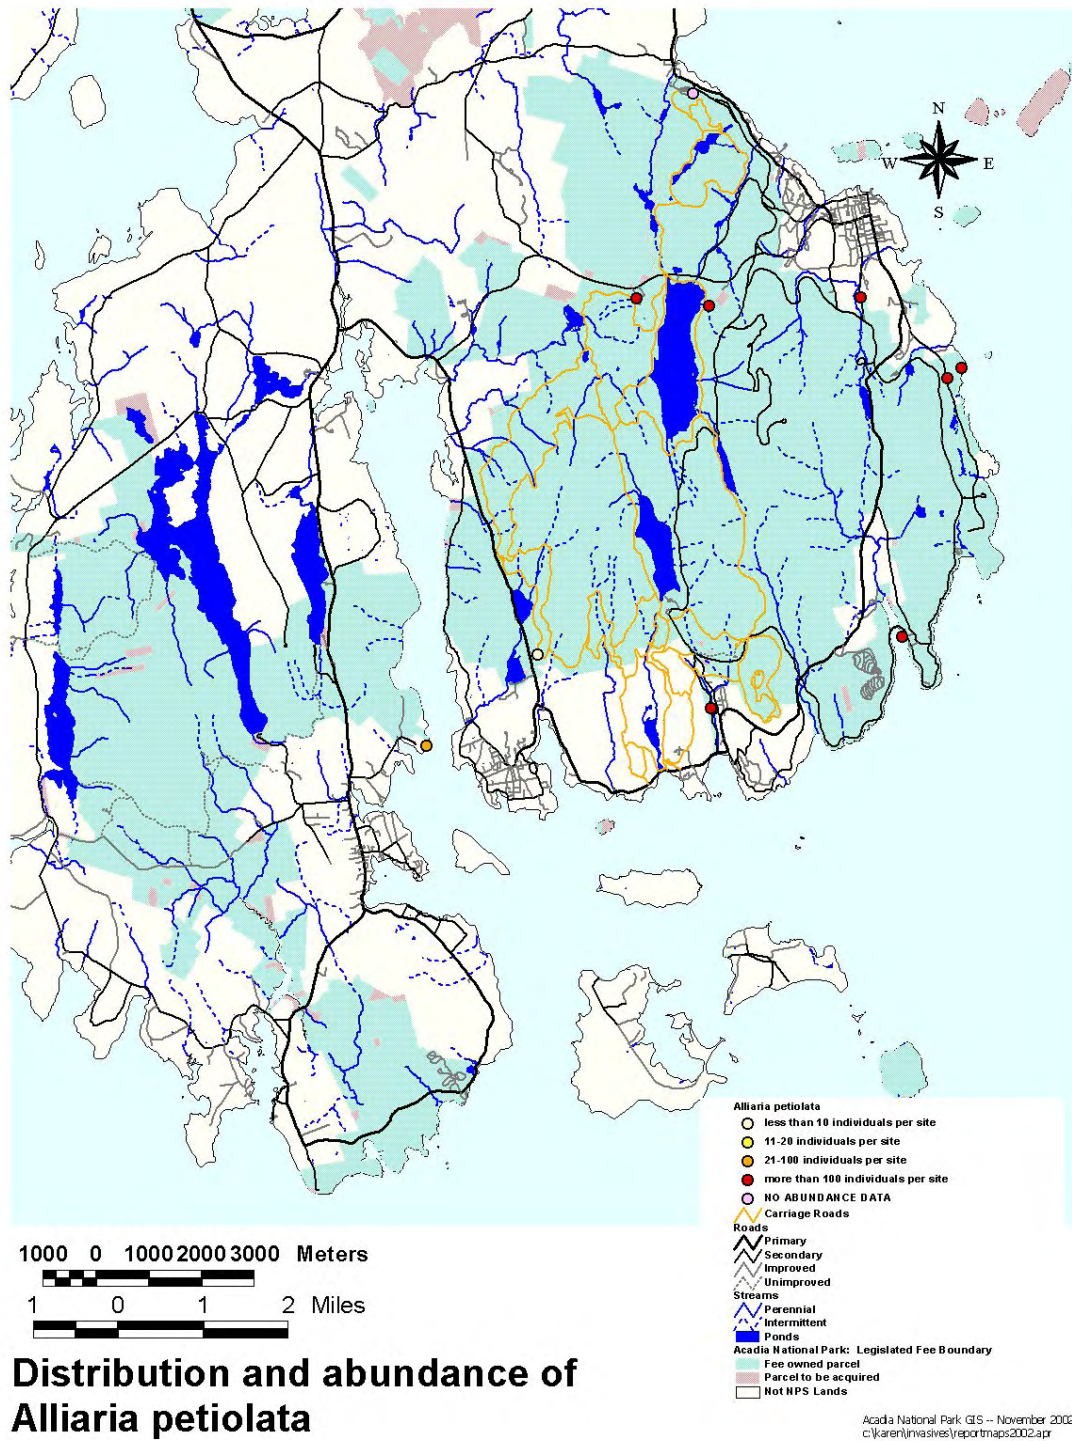 N
W E
S
Alliaria petiolata
less than 10 individuals per site
11-20 individuals per site
21-100 individuals per site
more than 100 individuals per site
NO ABUNDANCE DATA
Carriage Roads
Roads
Primary
Secondary
Improved
Unimproved
Streams
Perennial
Intermittent
Ponds
Acadia National Park: Legislated Fee Boundary
Fee owned parcel
Parcel to be acquired
Not NPS Lands
1000 0 1000 2000 3000 Meters
1 0 1 2 Miles
Distribution and abundance of
Alliaria petiolata
Acadia National Park GIS -- November 2002
c:\karen\invasives\reportmaps2002.apr